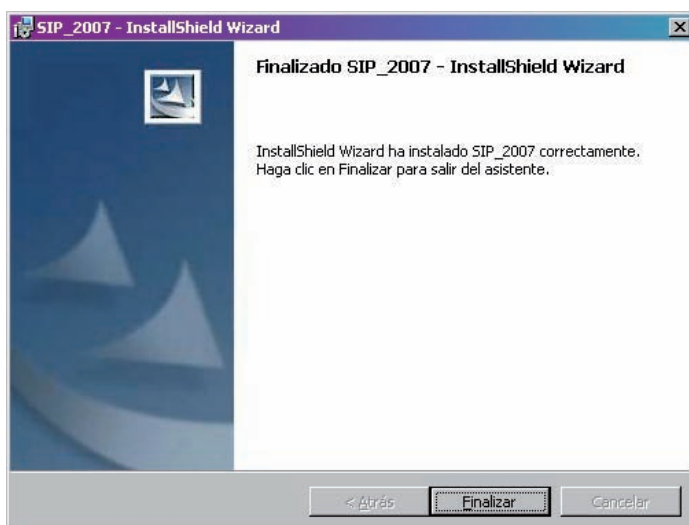 SIP_2007 - InstallShield Wizard
Finalizado SIP_2007 - InstallShield Wizard
InstallShield Wizard ha instalado SIP_2007 correctamente.
Haga clic en Finalizar para salir del asistente.
< Atrás
Finalizar
Cancelar